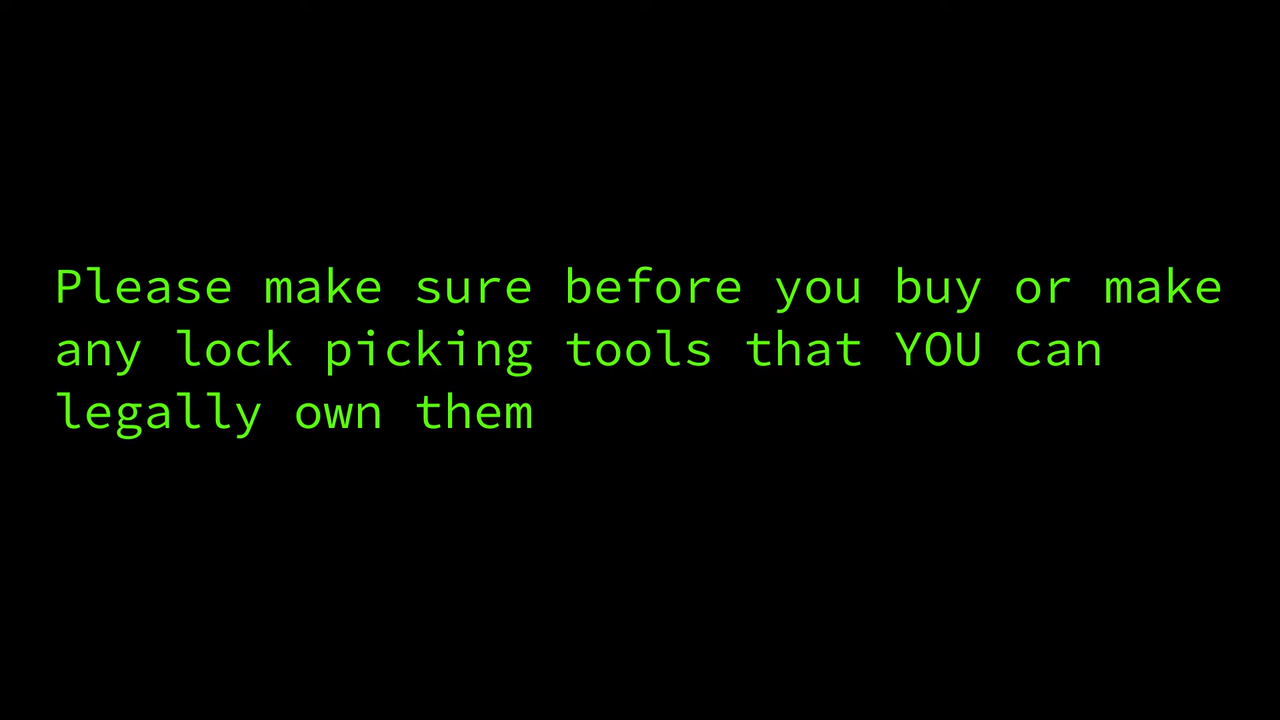 Please make sure before you buy or make
any lock picking tools that YOU can
legally own them